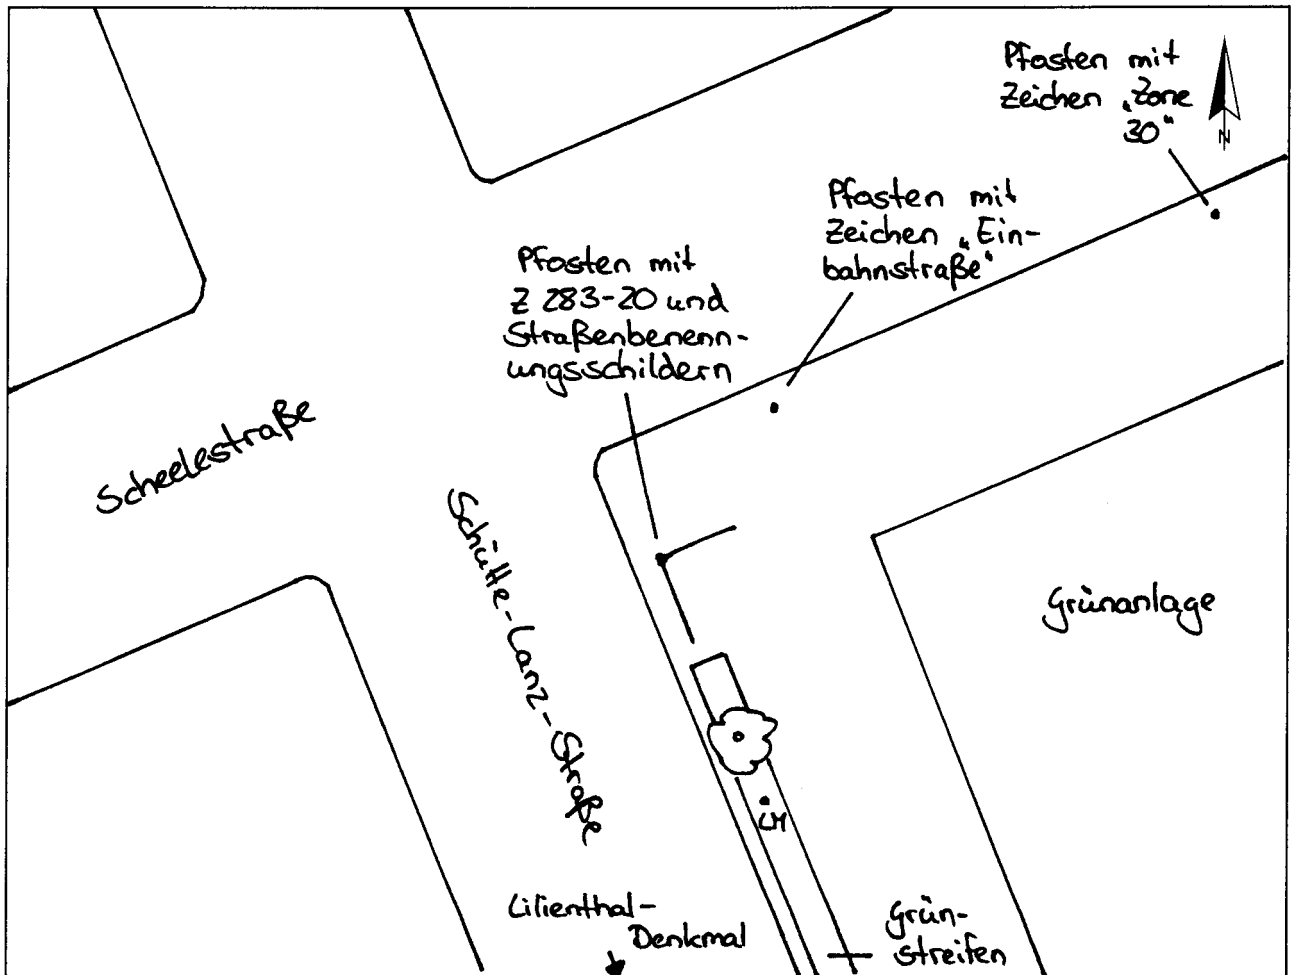 Pfosten mit
Zeichen „Zone
30“
N
Pfosten mit
Zeichen „Ein-
bahnstraße“
Pfosten mit
Z 283-20 und
Straßenbenenn-
ungsschildern
Scheelestraße
Schütte-Lanz-Straße
Grünanlage
LM
Lilienthal-
Denkmal
Grün-
streifen